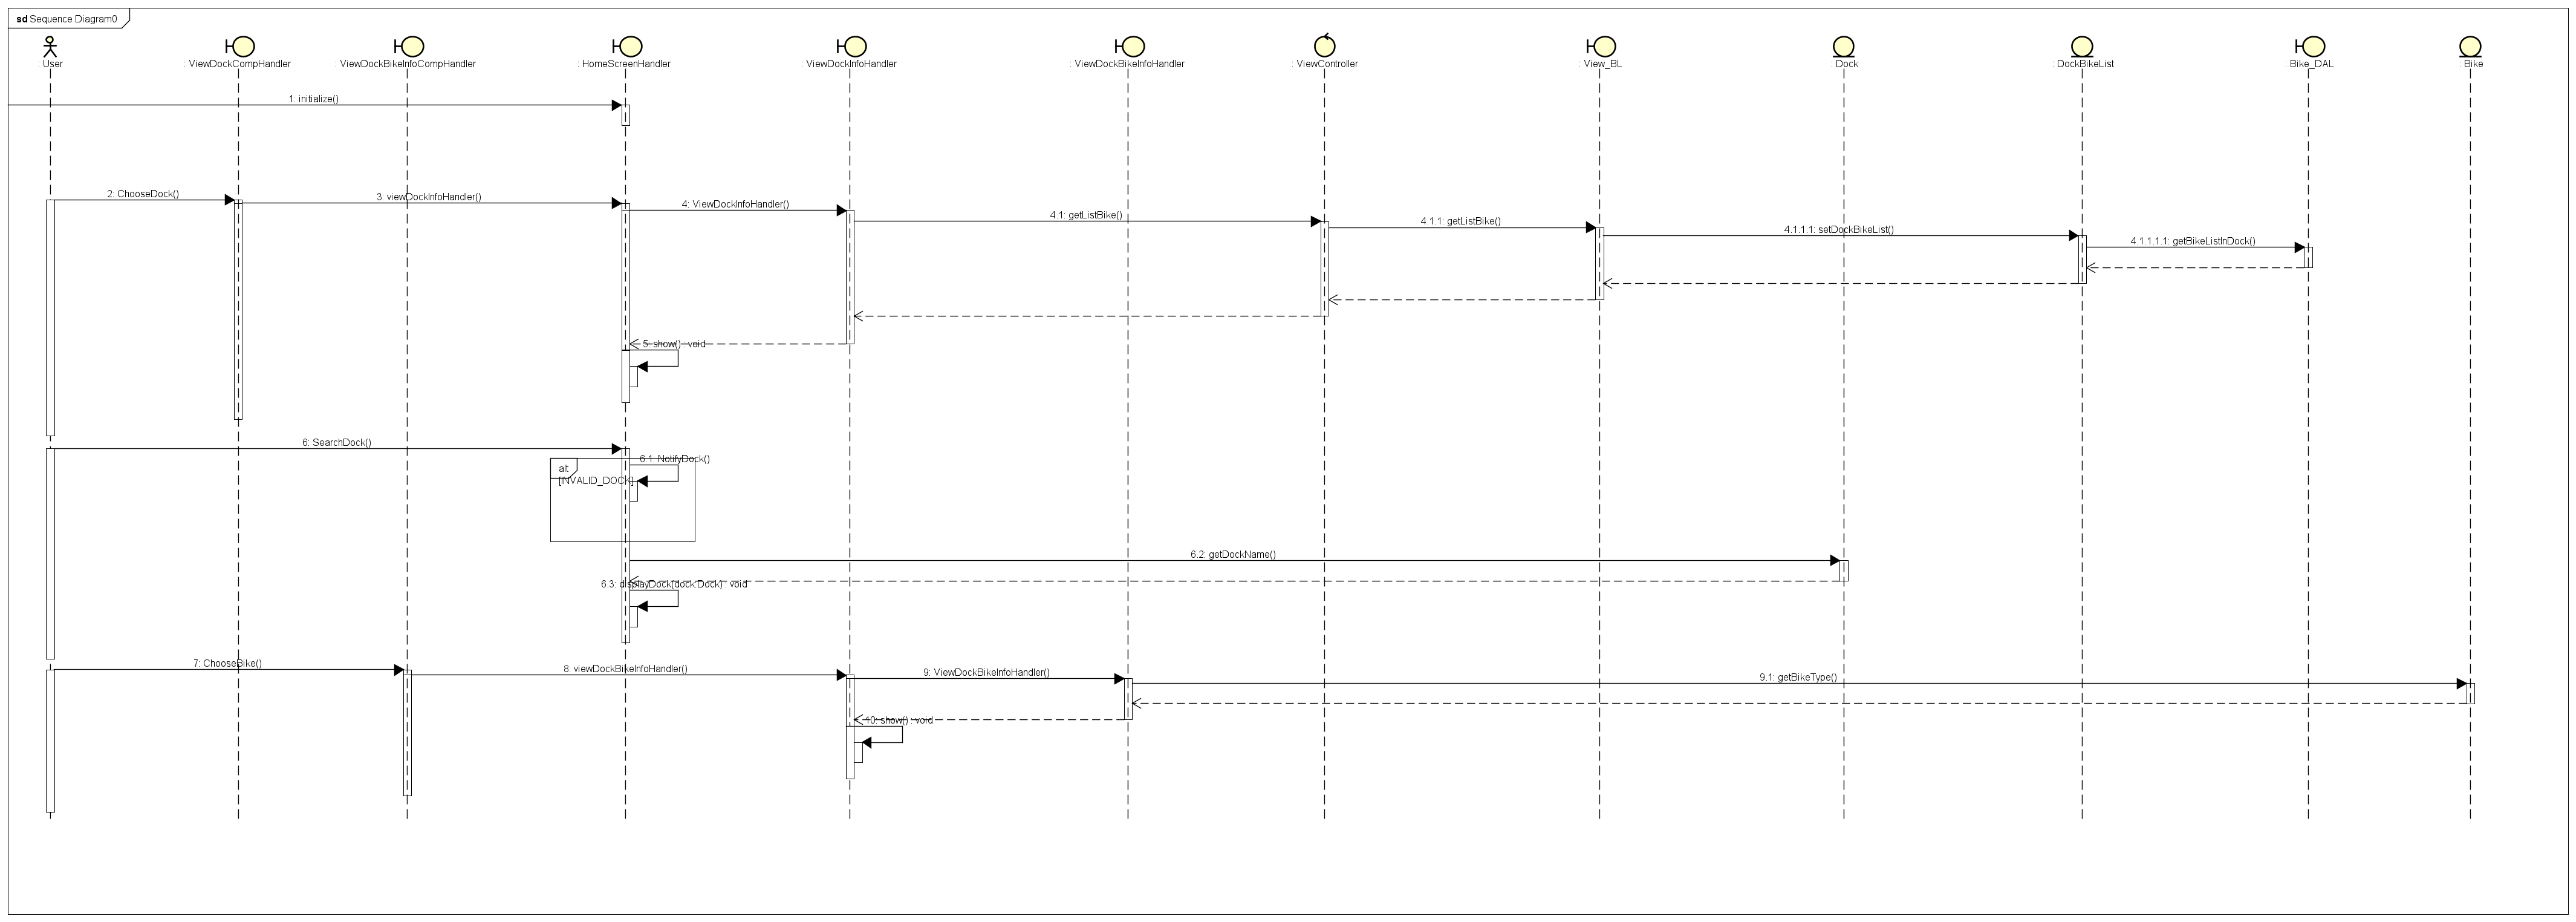 sd Sequence Diagram0
: User
: ViewDockCompHandler
: ViewDockBikeInfoCompHandler
: HomeScreenHandler
: ViewDockInfoHandler
: ViewDockBikeInfoHandler
: ViewController
: View_BL
: Dock
: DockBikeList
: Bike_DAL
: Bike
1: initialize()
2: ChooseDock()
3: viewDockInfoHandler()
4: ViewDockInfoHandler()
4.1: getListBike()
4.1.1: getListBike()
4.1.1.1: setDockBikeList()
4.1.1.1.1: getBikeListInDock()
5: show() : void
6: SearchDock()
6.1: NotifyDock()
alt
[INVALID_DOCK]
6.2: getDockName()
6.3: displayDock(dock:Dock) : void
7: ChooseBike()
8: viewDockBikeInfoHandler()
9: ViewDockBikeInfoHandler()
9.1: getBikeType()
10: show() : void